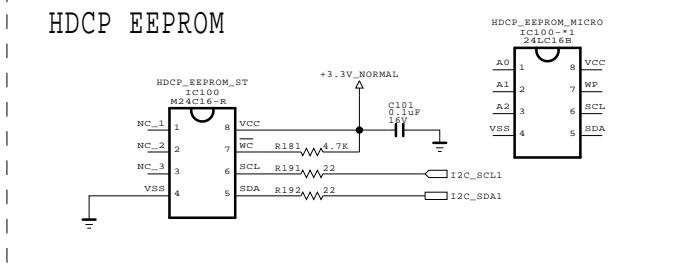 HDCP EEPROM
HDCP_EEPROM_MICRO
IC100-*1
24LC16B
A0 1 8 VCC
A1 2 7 WP
A2 3 6 SCL
VSS 4 5 SDA
+3.3V_NORMAL
HDCP_EEPROM_ST
IC100
M24C16-R
C101
0.1uF
16V
NC_1 1 8 VCC
NC_2 2 7 WC R181 4.7K
NC_3 3 6 SCL R191 22 I2C_SCL1
VSS 4 5 SDA R192 22 I2C_SDA1